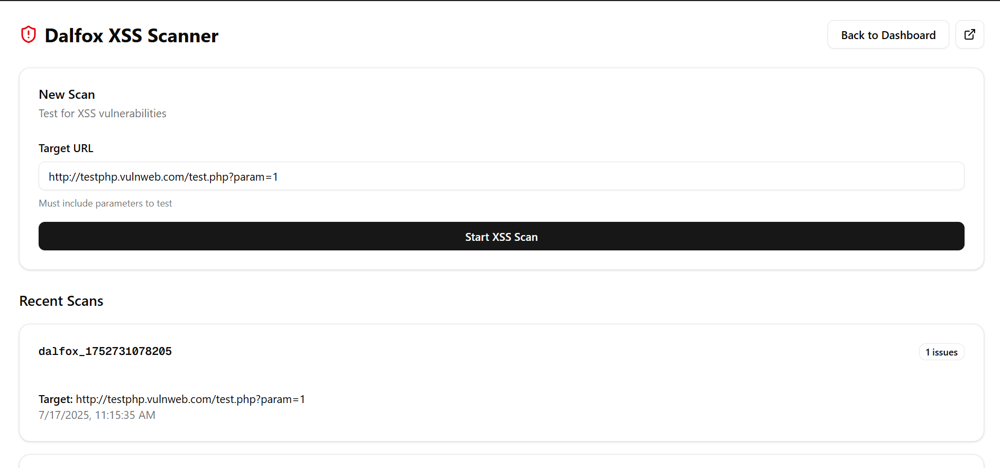 Dalfox XSS Scanner
Back to Dashboard
New Scan
Test for XSS vulnerabilities
Target URL
http://testphp.vulnweb.com/test.php?param=1
Must include parameters to test
Start XSS Scan
Recent Scans
dalfox_1752731078205
1 issues
Target: http://testphp.vulnweb.com/test.php?param=1
7/17/2025, 11:15:35 AM